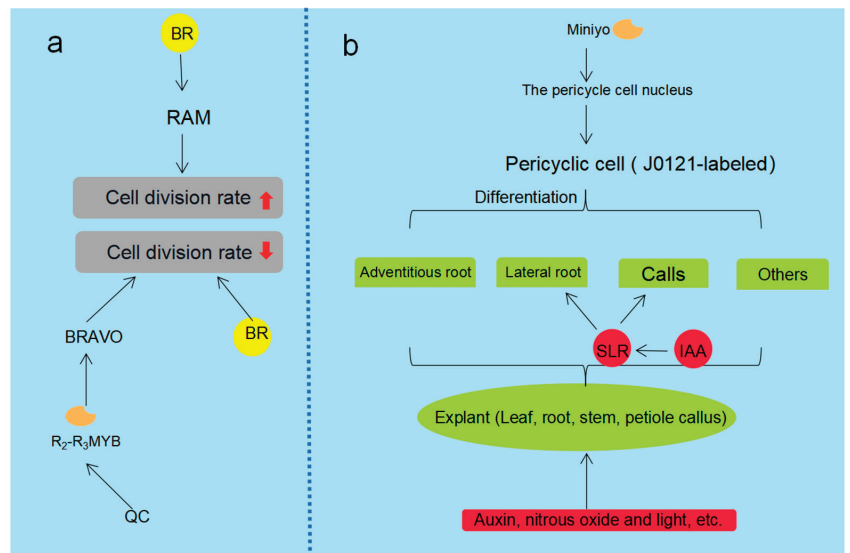 a
BR
RAM
Cell division rate
Cell division rate
BRAVO
BR
R2-R3MYB
QC
b
Miniyo
The pericycle cell nucleus
Pericyclic cell ( J0121-labeled)
Differentiation
Adventitious root
Lateral root
Calls
Others
SLR
IAA
Explant (Leaf, root, stem, petiole callus)
Auxin, nitrous oxide and light, etc.